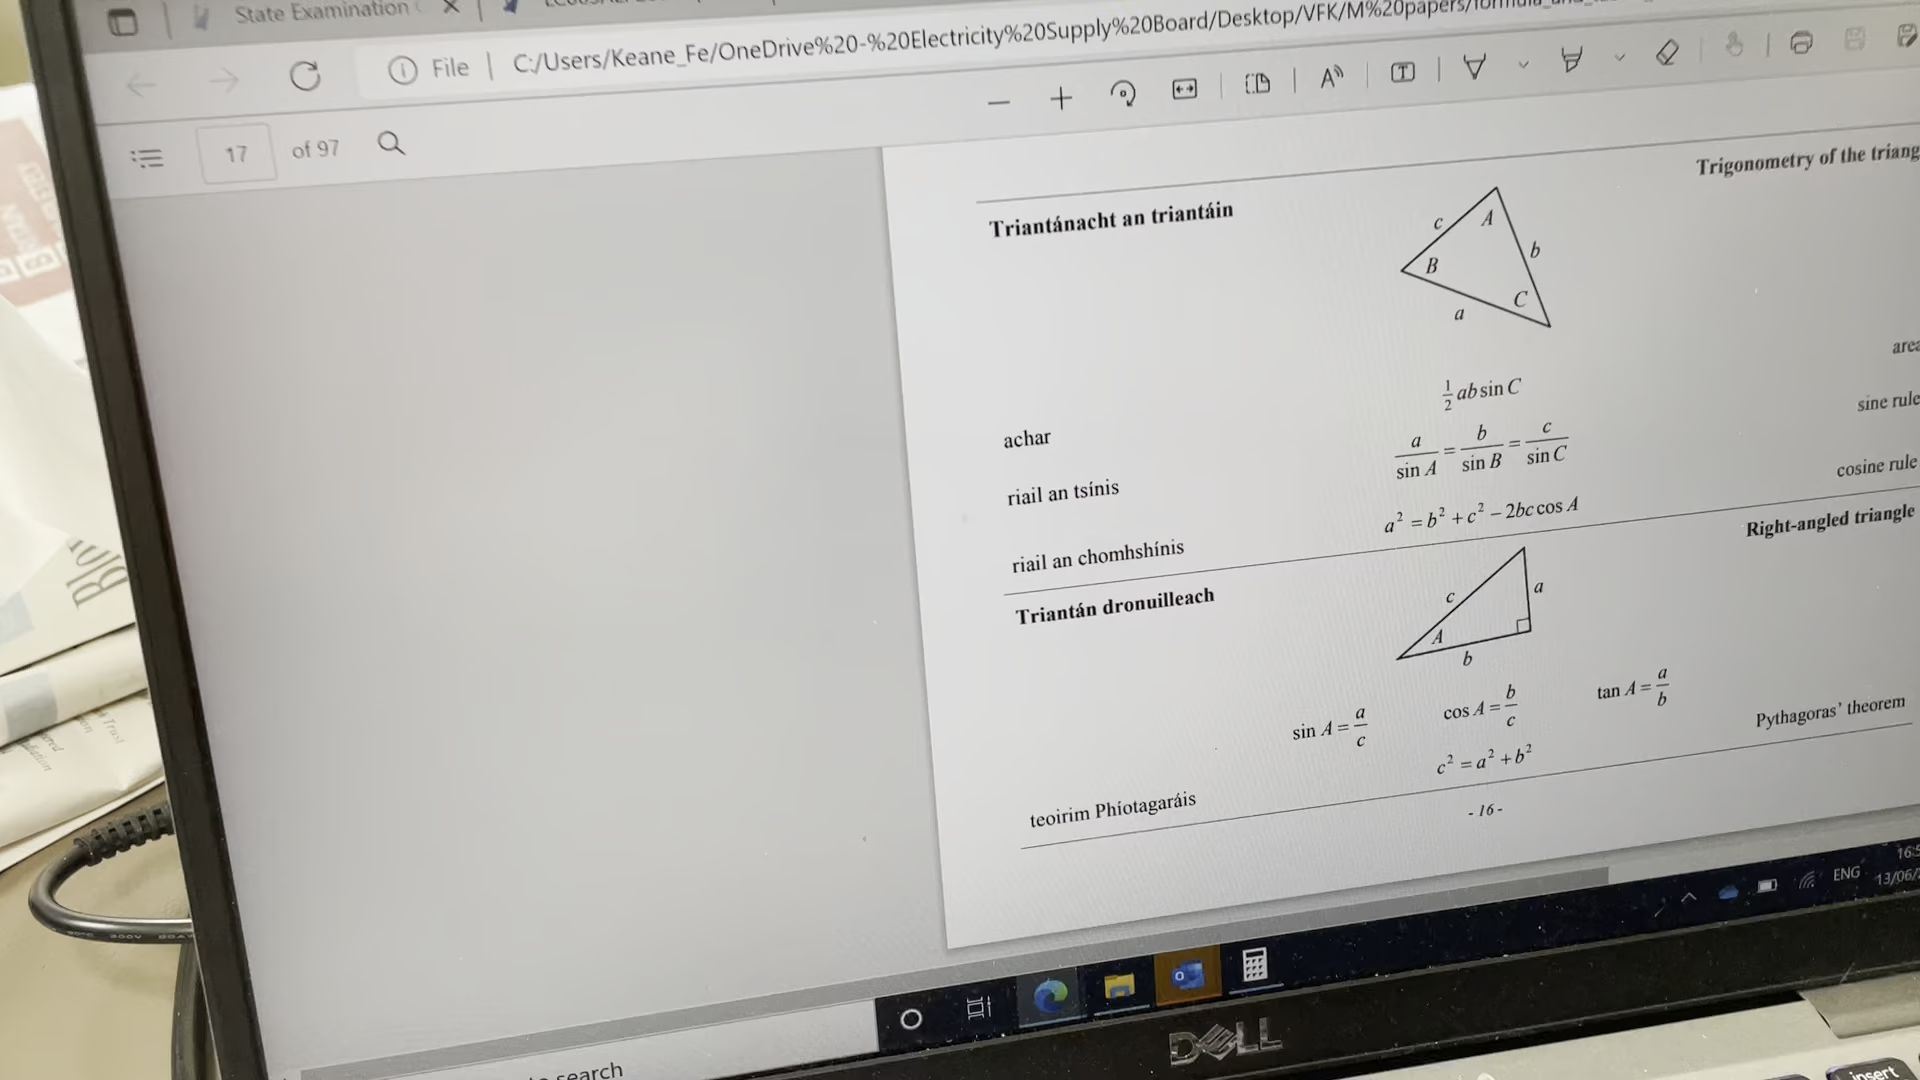 State Examination
File | C:/Users/Keane_Fe/OneDrive%20-%20Electricity%20Supply%20Board/Desktop/VFK/M%20papers/
17 of 97
Triantánacht an triantáin
Trigonometry of the triang
c A
b
B
C
a
area
achar
½ ab sin C
sine rule
riail an tsínis
a/sin A = b/sin B = c/sin C
cosine rule
riail an chomhshínis
a² = b² + c² − 2bc cos A
Triantán dronuilleach
Right-angled triangle
c
a
A
b
sin A = a/c
cos A = b/c
tan A = a/b
teoirim Phíotagaráis
c² = a² + b²
Pythagoras’ theorem
- 16 -
ENG
13/06/
search
DELL
insert
Trust